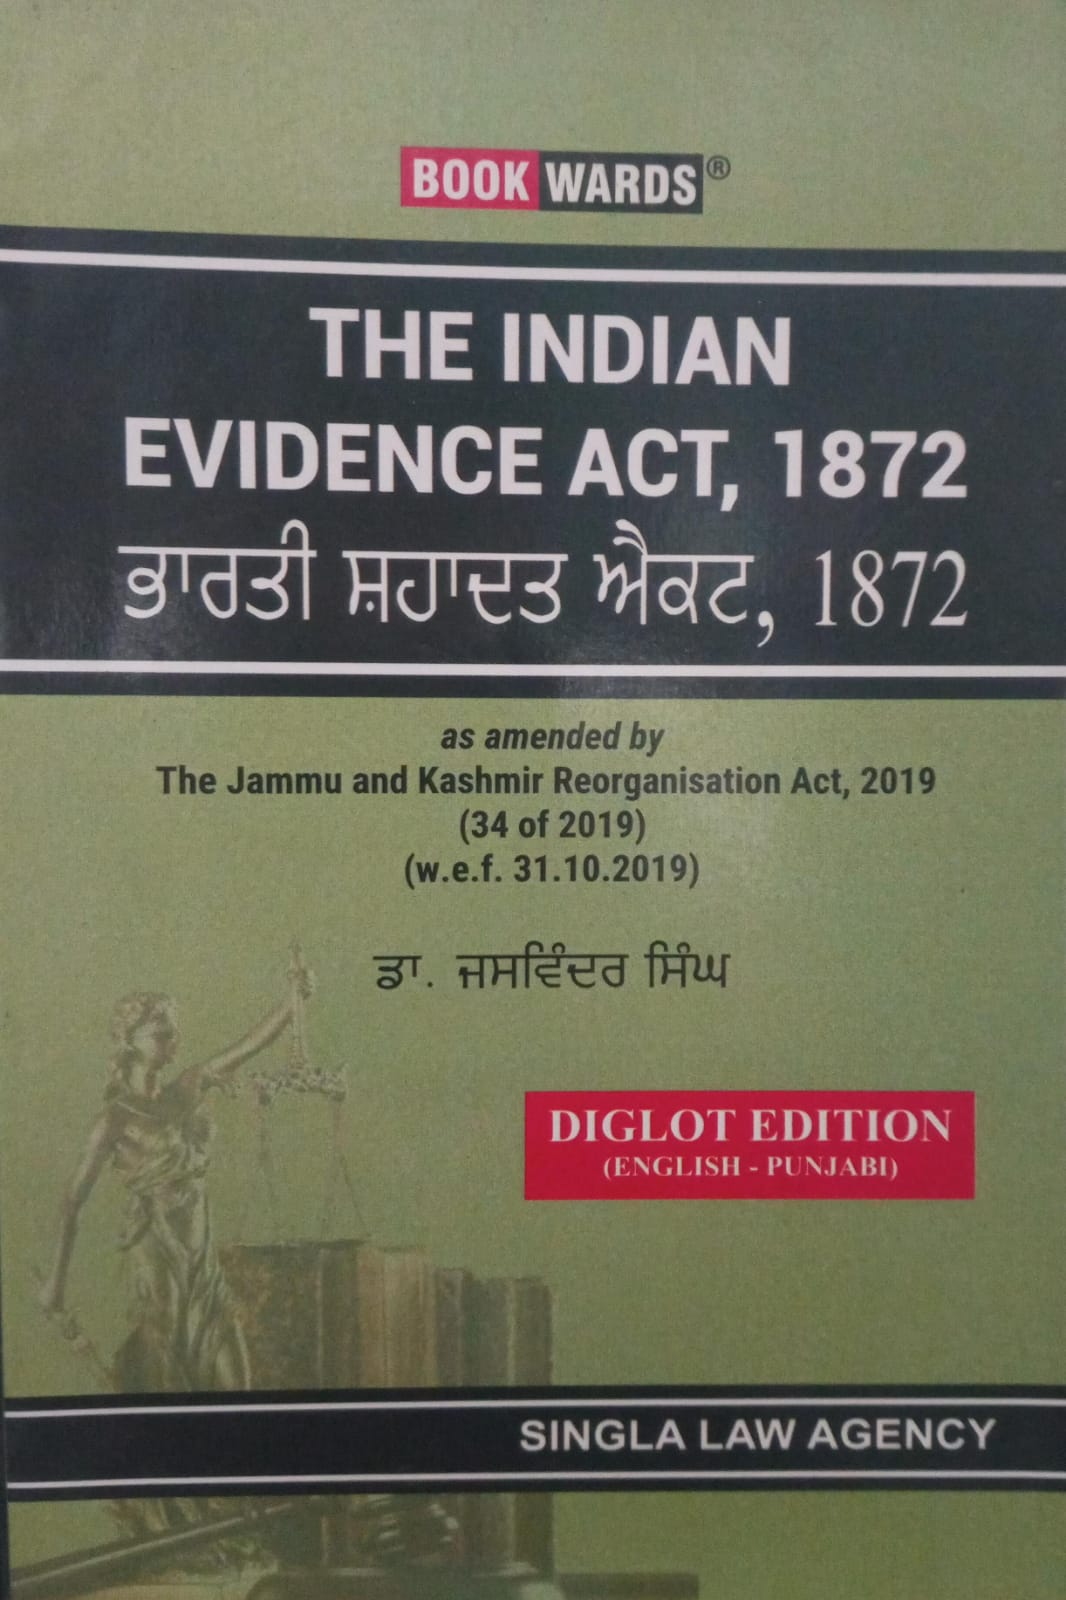 BOOK WARDS®
THE INDIAN
EVIDENCE ACT, 1872
ਭਾਰਤੀ ਸ਼ਹਾਦਤ ਐਕਟ, 1872
as amended by
The Jammu and Kashmir Reorganisation Act, 2019
(34 of 2019)
(w.e.f. 31.10.2019)
ਡਾ. ਜਸਵਿੰਦਰ ਸਿੰਘ
DIGLOT EDITION
(ENGLISH - PUNJABI)
SINGLA LAW AGENCY